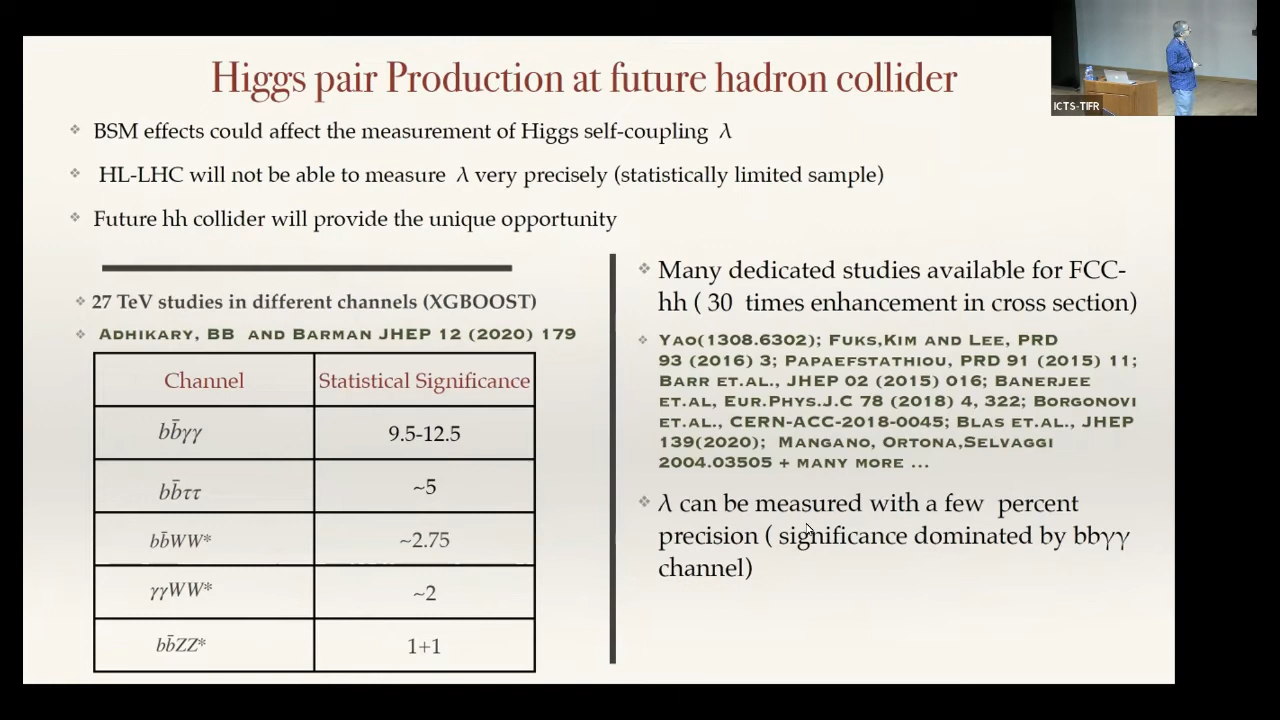 Higgs pair Production at future hadron collider
ICTS-TIFR
❖ BSM effects could affect the measurement of Higgs self-coupling λ
❖ HL-LHC will not be able to measure λ very precisely (statistically limited sample)
❖ Future hh collider will provide the unique opportunity
❖ 27 TeV studies in different channels (XGBOOST)
❖ ADHIKARY, BB AND BARMAN JHEP 12 (2020) 179
Channel Statistical Significance
bb̄γγ 9.5-12.5
bb̄ττ ~5
bb̄WW* ~2.75
γγWW* ~2
bb̄ZZ* 1+1
❖ Many dedicated studies available for FCC-
hh ( 30 times enhancement in cross section)
❖ YAO(1308.6302); FUKS,KIM AND LEE, PRD
93 (2016) 3; PAPAEFSTATHIOU, PRD 91 (2015) 11;
BARR ET.AL., JHEP 02 (2015) 016; BANERJEE
ET.AL, EUR.PHYS.J.C 78 (2018) 4, 322; BORGONOVI
ET.AL., CERN-ACC-2018-0045; BLAS ET.AL., JHEP
139(2020); MANGANO, ORTONA,SELVAGGI
2004.03505 + MANY MORE ...
❖ λ can be measured with a few percent
precision ( significance dominated by bbγγ
channel)